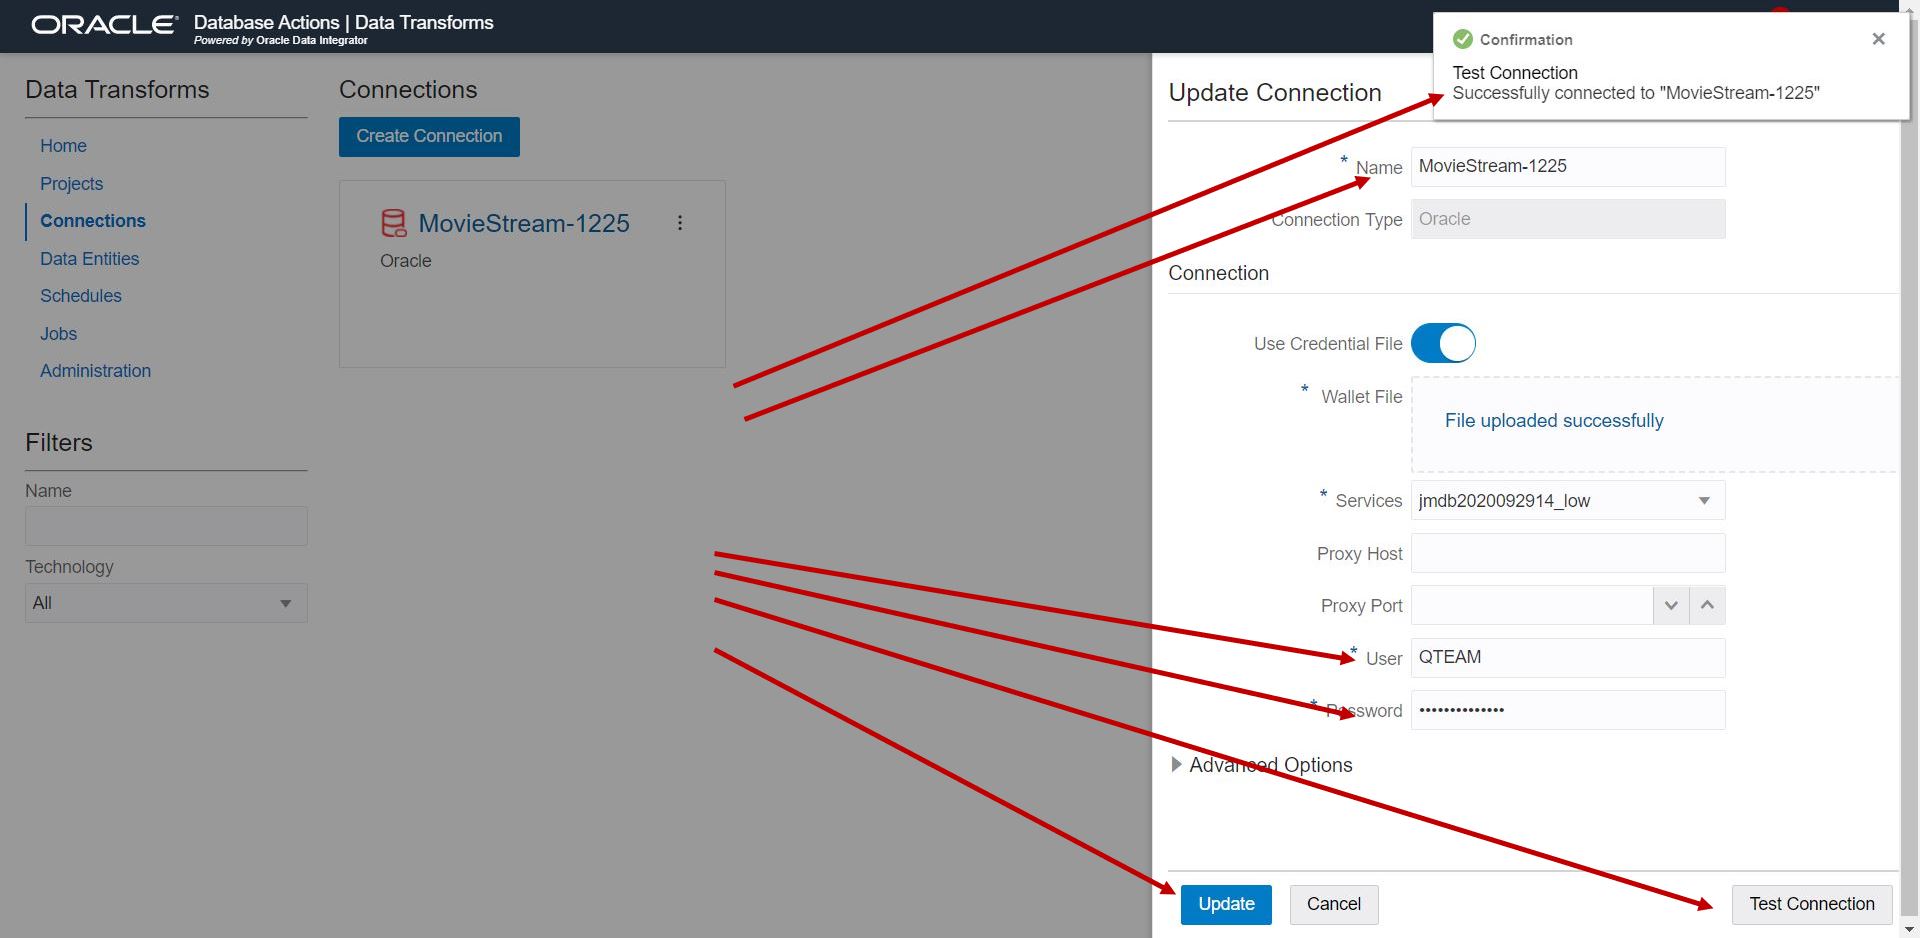 ORACLE
Database Actions | Data Transforms
Powered by Oracle Data Integrator
Data Transforms
Home
Projects
Connections
Data Entities
Schedules
Jobs
Administration
Filters
Name
Technology
All
Connections
Create Connection
MovieStream-1225
Oracle
Confirmation
Test Connection
Successfully connected to "MovieStream-1225"
Update Connection
* Name MovieStream-1225
Connection Type Oracle
Connection
Use Credential File
* Wallet File
File uploaded successfully
* Services jmdb2020092914_low
Proxy Host
Proxy Port
* User QTEAM
* Password ••••••••••••••
Advanced Options
Update Cancel Test Connection